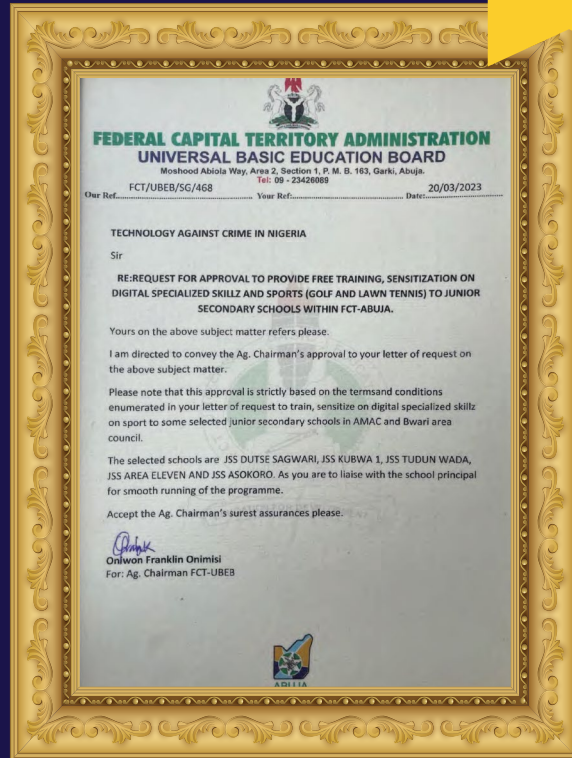 FEDERAL CAPITAL TERRITORY ADMINISTRATION
UNIVERSAL BASIC EDUCATION BOARD
Moshood Abiola Way, Area 2, Section 1, P. M. B. 163, Garki, Abuja.
Tel: 09 - 23426089
Our Ref. FCT/UBEB/SG/468 Your Ref: Date: 20/03/2023
TECHNOLOGY AGAINST CRIME IN NIGERIA
Sir
RE:REQUEST FOR APPROVAL TO PROVIDE FREE TRAINING, SENSITIZATION ON
DIGITAL SPECIALIZED SKILLZ AND SPORTS (GOLF AND LAWN TENNIS) TO JUNIOR
SECONDARY SCHOOLS WITHIN FCT-ABUJA.
Yours on the above subject matter refers please.
I am directed to convey the Ag. Chairman's approval to your letter of request on
the above subject matter.
Please note that this approval is strictly based on the termsand conditions
enumerated in your letter of request to train, sensitize on digital specialized skillz
on sport to some selected junior secondary schools in AMAC and Bwari area
council.
The selected schools are JSS DUTSE SAGWARI, JSS KUBWA 1, JSS TUDUN WADA,
JSS AREA ELEVEN AND JSS ASOKORO. As you are to liaise with the school principal
for smooth running of the programme.
Accept the Ag. Chairman's surest assurances please.
Oniwon Franklin Onimisi
For: Ag. Chairman FCT-UBEB
ABUJA